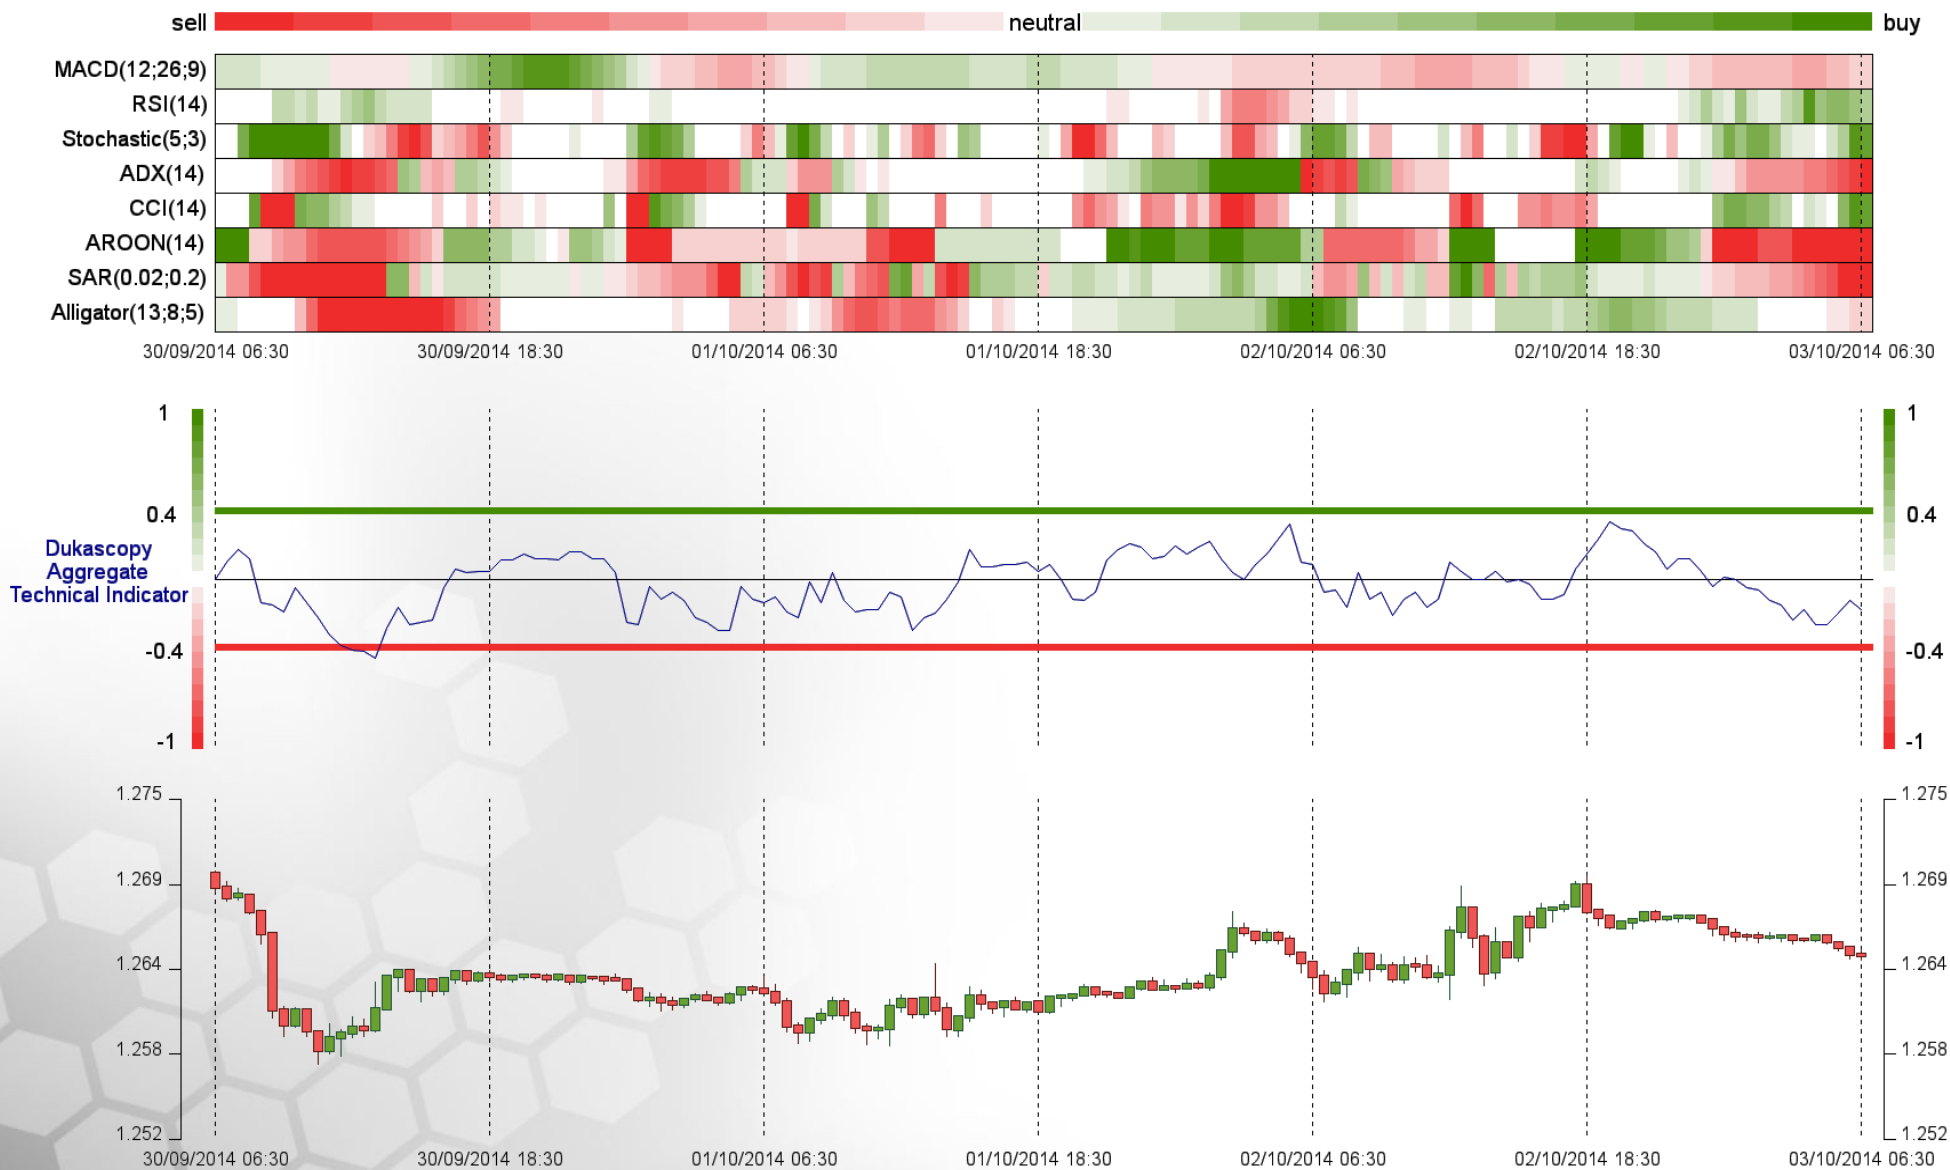 sell neutral buy
MACD(12;26;9)
RSI(14)
Stochastic(5;3)
ADX(14)
CCI(14)
AROON(14)
SAR(0.02;0.2)
Alligator(13;8;5)
30/09/2014 06:30 30/09/2014 18:30 01/10/2014 06:30 01/10/2014 18:30 02/10/2014 06:30 02/10/2014 18:30 03/10/2014 06:30
1 1
0.4 0.4
Dukascopy
Aggregate
Technical Indicator
-0.4 -0.4
-1 -1
1.275 1.275
1.269 1.269
1.264 1.264
1.258 1.258
1.252 1.252
30/09/2014 06:30 30/09/2014 18:30 01/10/2014 06:30 01/10/2014 18:30 02/10/2014 06:30 02/10/2014 18:30 03/10/2014 06:30